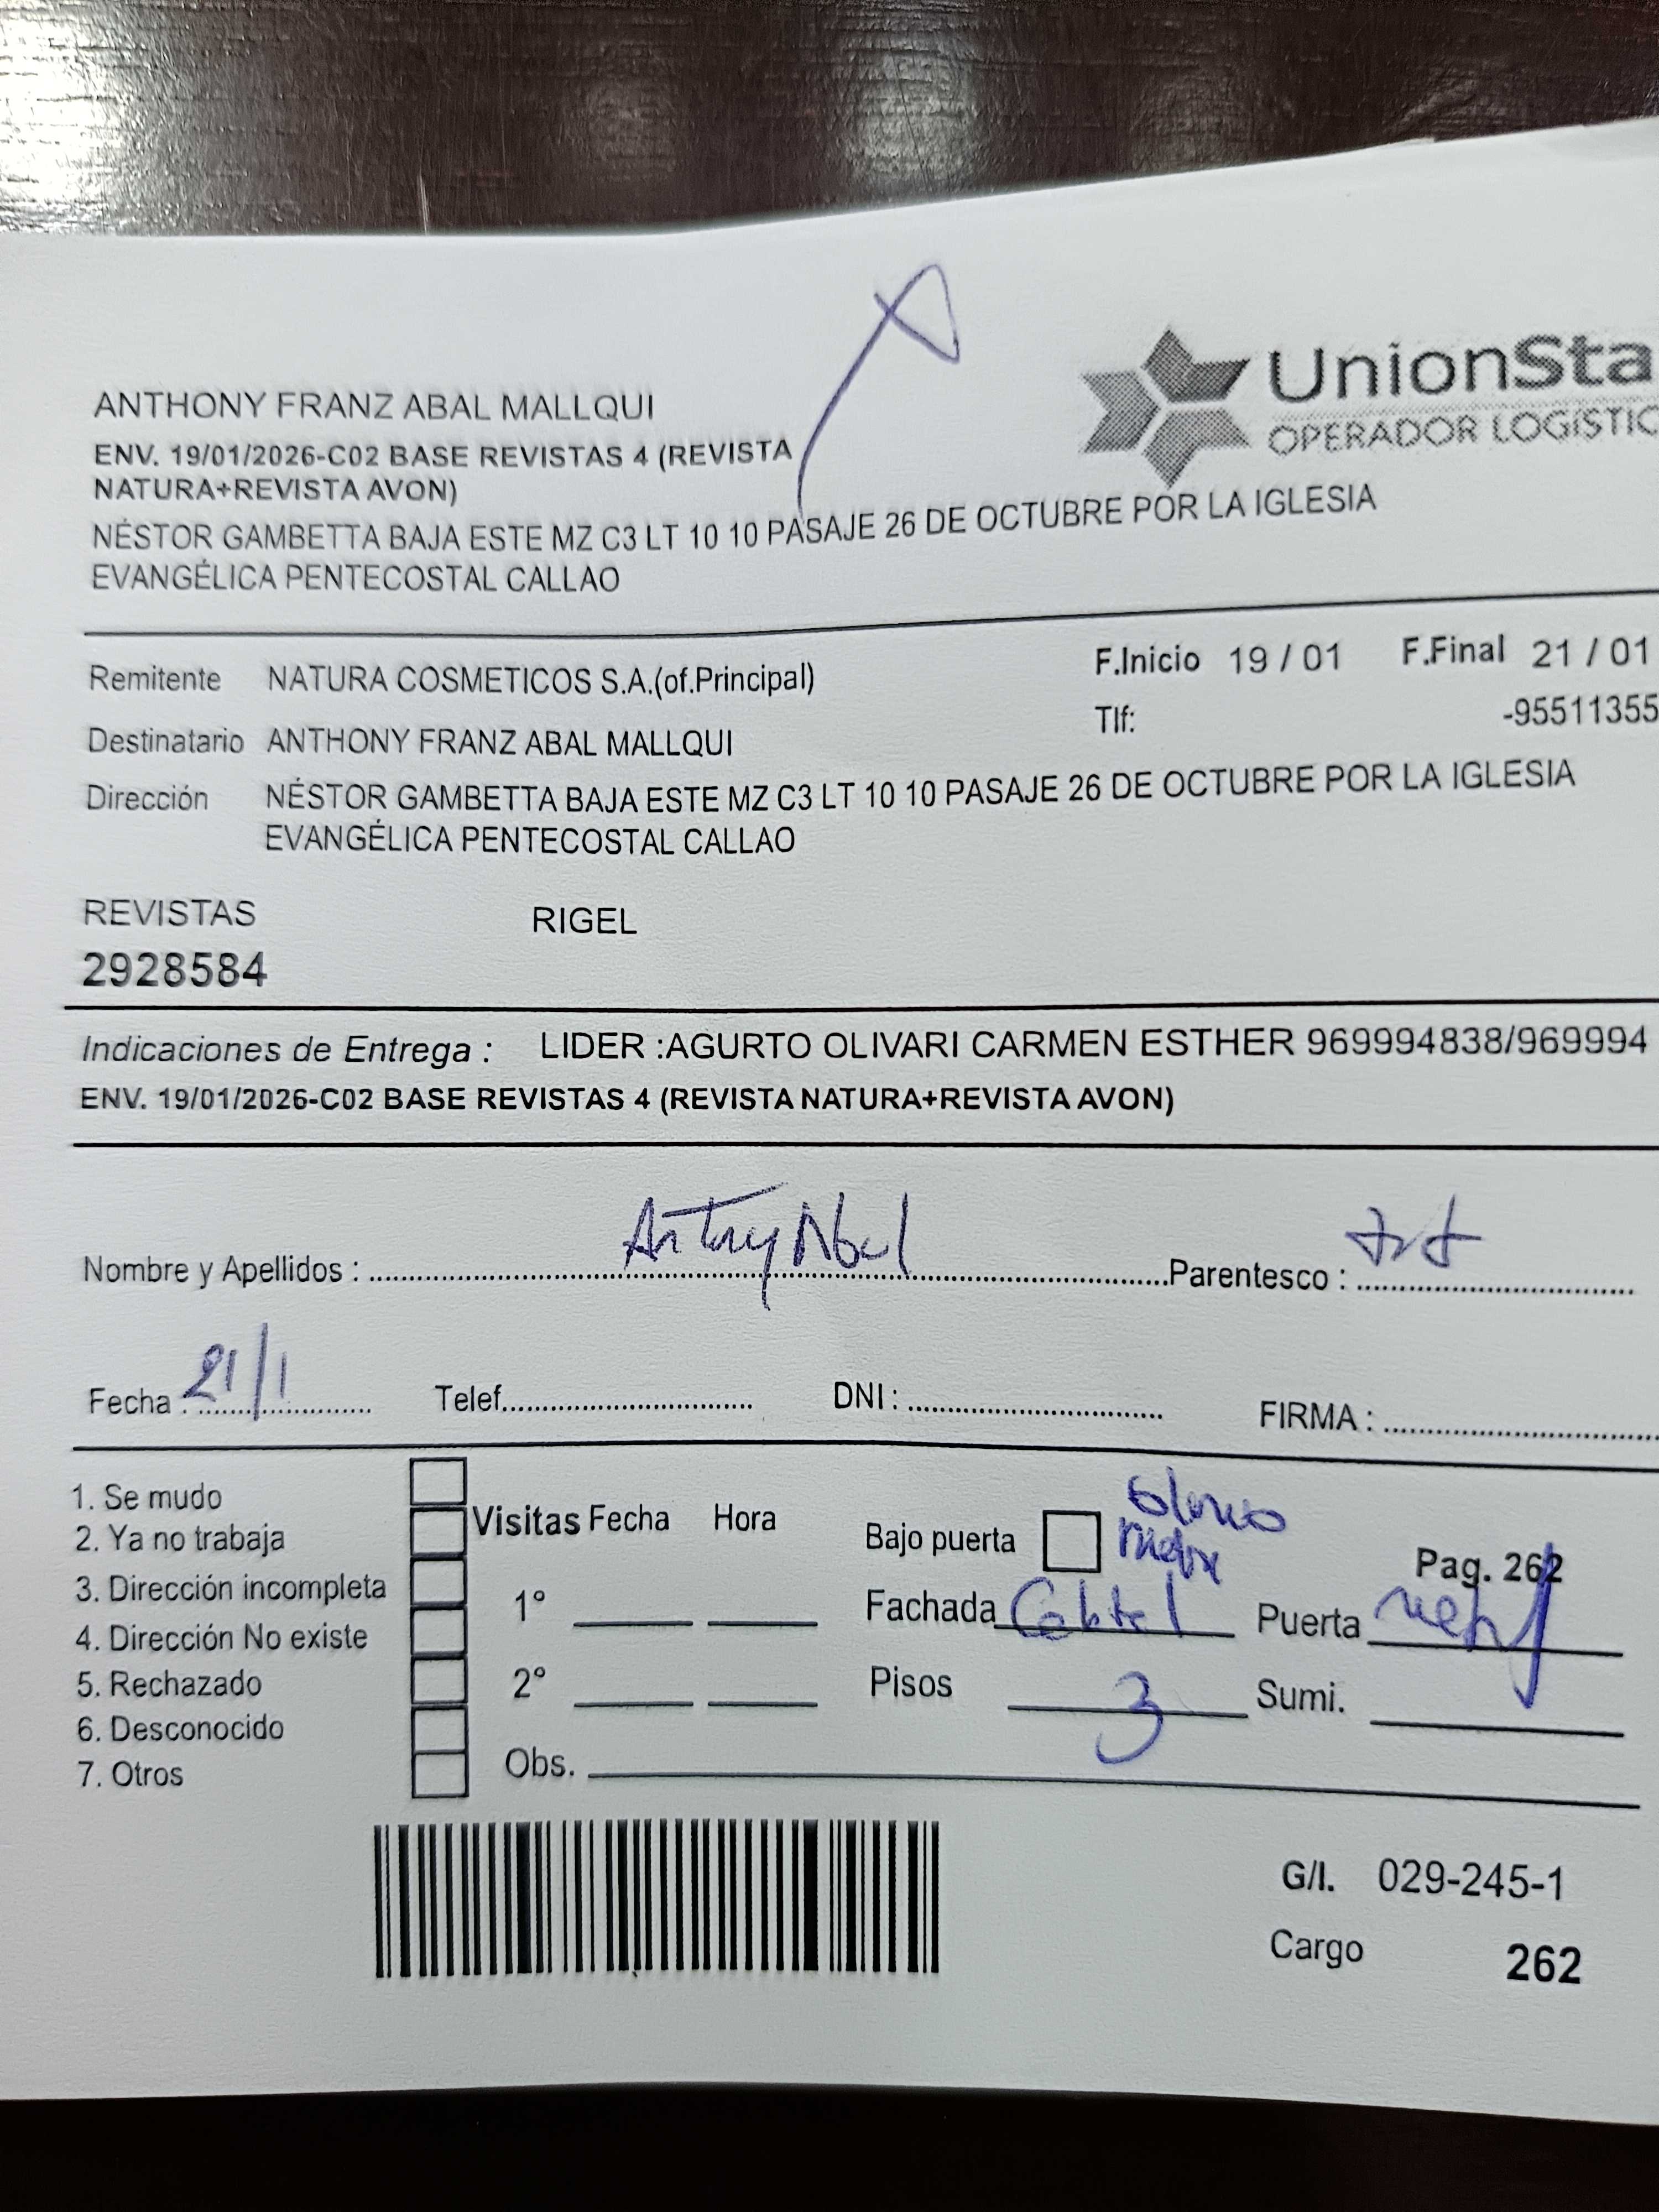 UnionSta
OPERADOR LOGÍSTIC
ANTHONY FRANZ ABAL MALLQUI
ENV. 19/01/2026-C02 BASE REVISTAS 4 (REVISTA
NATURA+REVISTA AVON)
NÉSTOR GAMBETTA BAJA ESTE MZ C3 LT 10 10 PASAJE 26 DE OCTUBRE POR LA IGLESIA
EVANGÉLICA PENTECOSTAL CALLAO
Remitente NATURA COSMETICOS S.A.(of.Principal) F.Inicio 19 / 01 F.Final 21 / 01
Tlf: -95511355
Destinatario ANTHONY FRANZ ABAL MALLQUI
Dirección NÉSTOR GAMBETTA BAJA ESTE MZ C3 LT 10 10 PASAJE 26 DE OCTUBRE POR LA IGLESIA
EVANGÉLICA PENTECOSTAL CALLAO
REVISTAS RIGEL
2928584
Indicaciones de Entrega : LIDER :AGURTO OLIVARI CARMEN ESTHER 969994838/969994
ENV. 19/01/2026-C02 BASE REVISTAS 4 (REVISTA NATURA+REVISTA AVON)
Nombre y Apellidos : Abal Parentesco :
Fecha : 21/1 Telef. DNI : FIRMA :
1. Se mudo
2. Ya no trabaja
3. Dirección incompleta
4. Dirección No existe
5. Rechazado
6. Desconocido
7. Otros
Visitas Fecha Hora
1°
2°
Obs.
Bajo puerta
Pag. 262
Fachada Puerta
Pisos 3 Sumi.
G/I. 029-245-1
Cargo 262